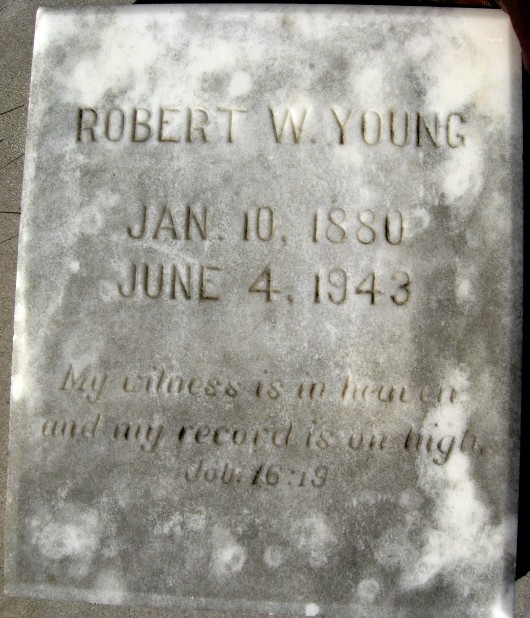 ROBERT W. YOUNG
JAN. 10, 1880
JUNE 4, 1943
My witness is in heaven
and my record is on high.
Job. 16:19